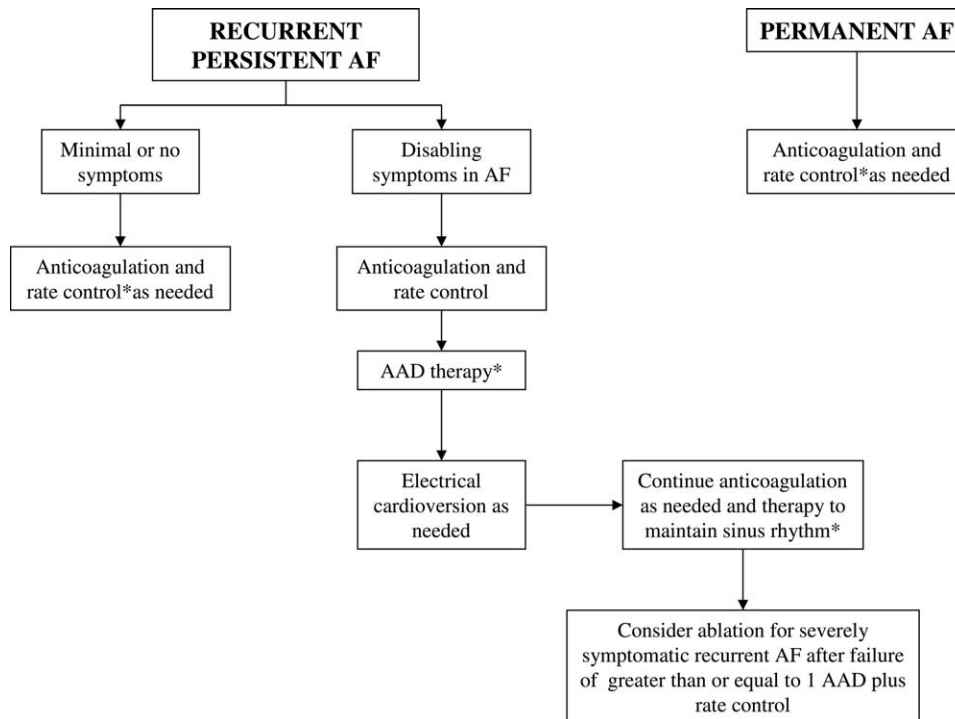 RECURRENT
PERSISTENT AF
PERMANENT AF
Minimal or no
symptoms
Disabling
symptoms in AF
Anticoagulation and
rate control*as needed
Anticoagulation and
rate control*as needed
Anticoagulation and
rate control
AAD therapy*
Electrical
cardioversion as
needed
Continue anticoagulation
as needed and therapy to
maintain sinus rhythm*
Consider ablation for severely
symptomatic recurrent AF after failure
of greater than or equal to 1 AAD plus
rate control